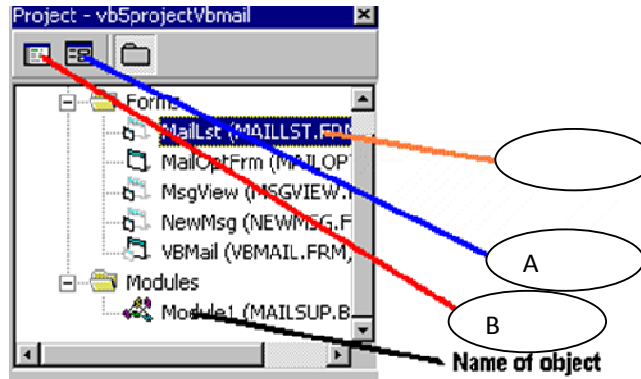 Project - vb5projectVbmail
Forms
MailLst (MAILLST.FRM
MailOptFrm (MAILOP
MsgView (MSGVIEW.F
NewMsg (NEWMSG.F
VBMail (VBMAIL.FRM)
A
Modules
B
Module1 (MAILSUP.B
Name of object